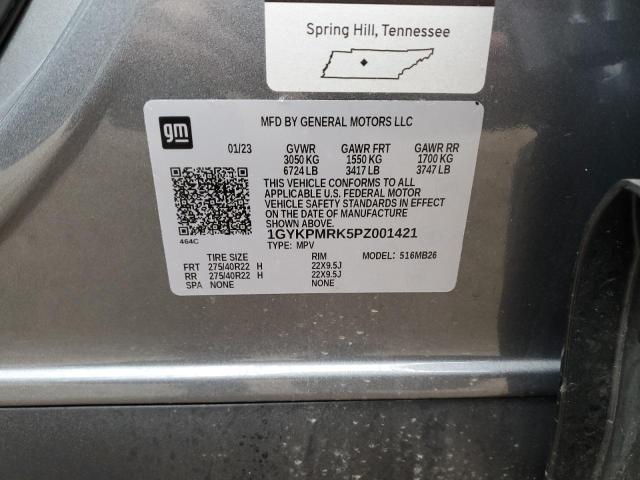 Spring Hill, Tennessee
gm
MFD BY GENERAL MOTORS LLC
01/23 GVWR GAWR FRT GAWR RR
3050 KG 1550 KG 1700 KG
6724 LB 3417 LB 3747 LB
THIS VEHICLE CONFORMS TO ALL
APPLICABLE U.S. FEDERAL MOTOR
VEHICLE SAFETY STANDARDS IN EFFECT
ON THE DATE OF MANUFACTURE
SHOWN ABOVE.
1GYKPMRK5PZ001421
464C
TYPE: MPV
TIRE SIZE RIM MODEL: 516MB26
FRT 275/40R22 H 22X9.5J
RR 275/40R22 H 22X9.5J
SPA NONE NONE